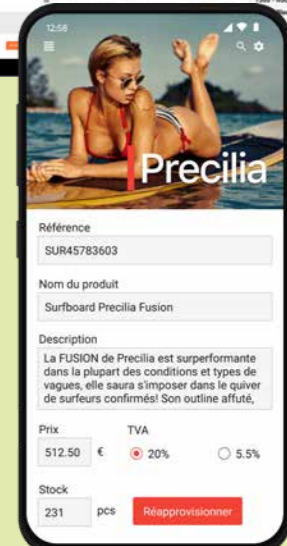 12:58
Precilia
Référence
SUR45783603
Nom du produit
Surfboard Precilia Fusion
Description
La FUSION de Precilia est surperformante
dans la plupart des conditions et types de
vagues, elle saura s'imposer dans le quiver
de surfeurs confirmés! Son outline affuté,
Prix
TVA
512.50 €
20%
5.5%
Stock
231 pcs
Réapprovisionner